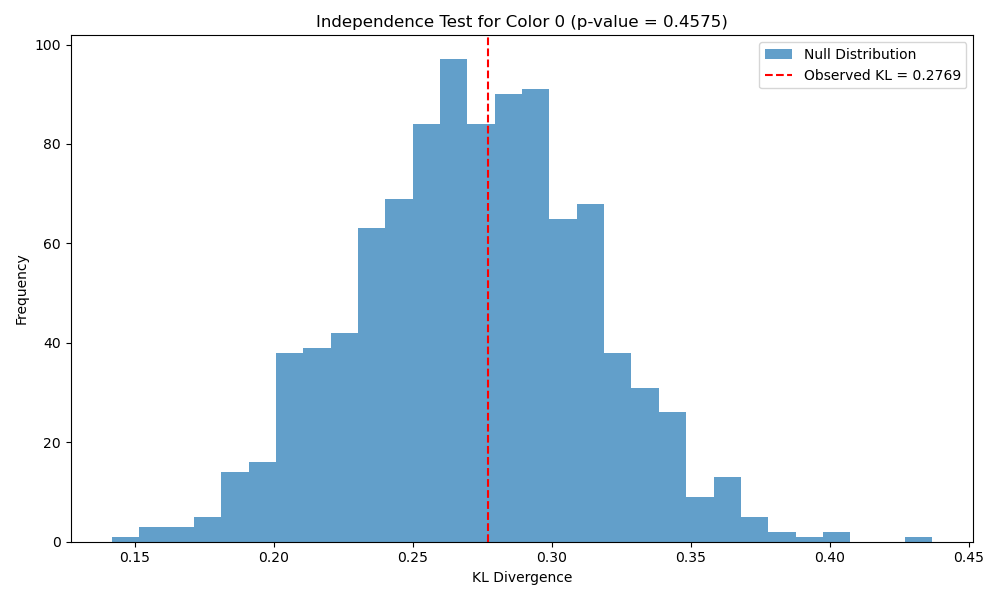 Independence Test for Color 0 (p-value = 0.4575)
Null Distribution
Observed KL = 0.2769
100
80
60
40
20
0
Frequency
0.15 0.20 0.25 0.30 0.35 0.40 0.45
KL Divergence